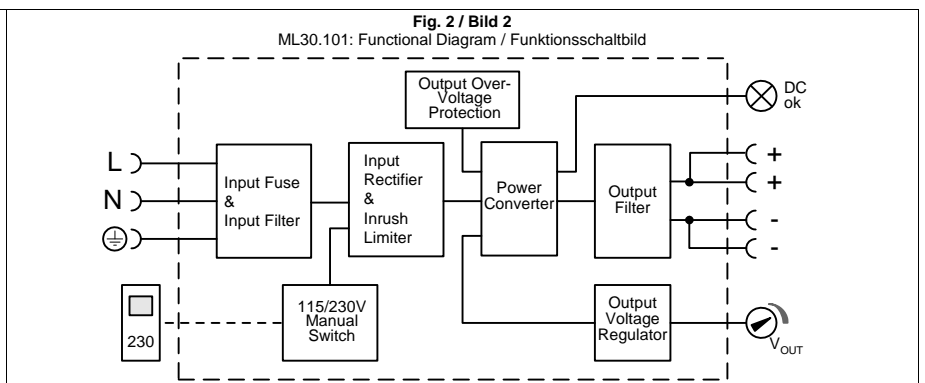 Fig. 2 / Bild 2
ML30.101: Functional Diagram / Funktionsschaltbild
Output Over-
Voltage
Protection
DC
ok
L
N
Input Fuse
&
Input Filter
Input
Rectifier
&
Inrush
Limiter
Power
Converter
Output
Filter
+
+
-
-
230
115/230V
Manual
Switch
Output
Voltage
Regulator
VOUT